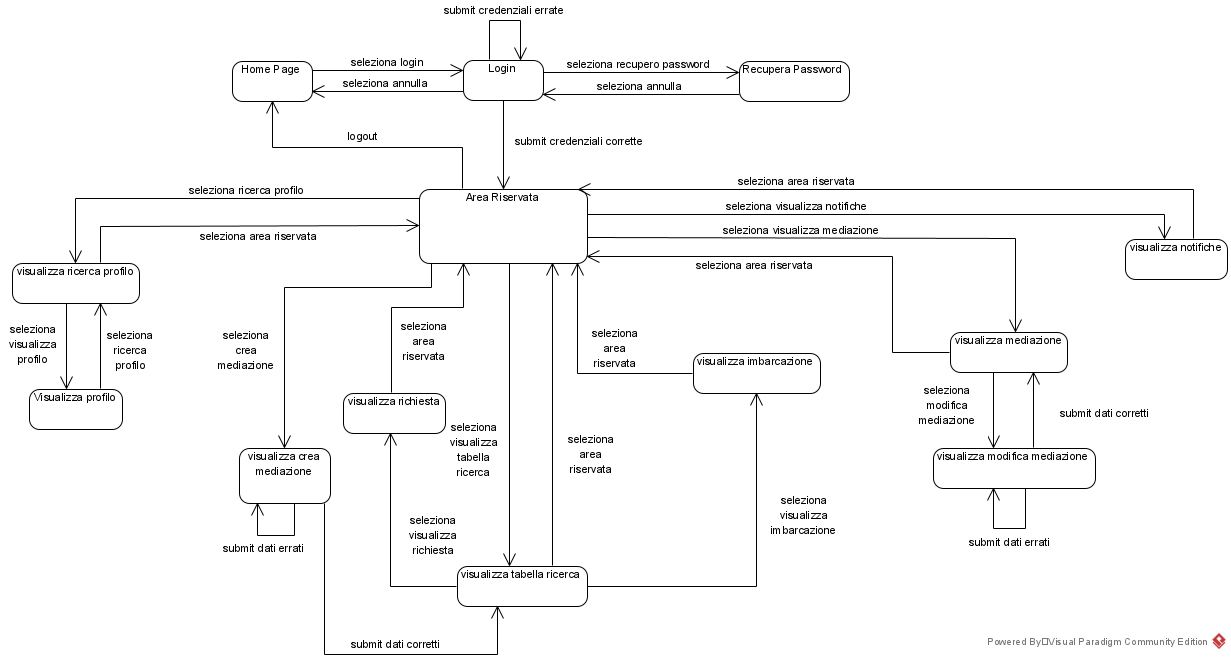 submit credenziali errate
Home Page
seleziona login
seleziona annulla
Login
seleziona recupero password
seleziona annulla
Recupera Password
logout
submit credenziali corrette
Area Riservata
seleziona ricerca profilo
seleziona area riservata
seleziona area riservata
seleziona visualizza notifiche
seleziona visualizza mediazione
seleziona area riservata
visualizza notifiche
visualizza ricerca profilo
seleziona
visualizza
profilo
seleziona
ricerca
profilo
Visualizza profilo
seleziona
crea
mediazione
seleziona
area
riservata
visualizza richiesta
seleziona
area
riservata
visualizza imbarcazione
visualizza mediazione
seleziona
modifica
mediazione
submit dati corretti
visualizza modifica mediazione
submit dati errati
visualizza crea
mediazione
submit dati errati
seleziona
visualizza
tabella
ricerca
seleziona
area
riservata
seleziona
visualizza
richiesta
seleziona
visualizza
imbarcazione
visualizza tabella ricerca
submit dati corretti
Powered By□Visual Paradigm Community Edition